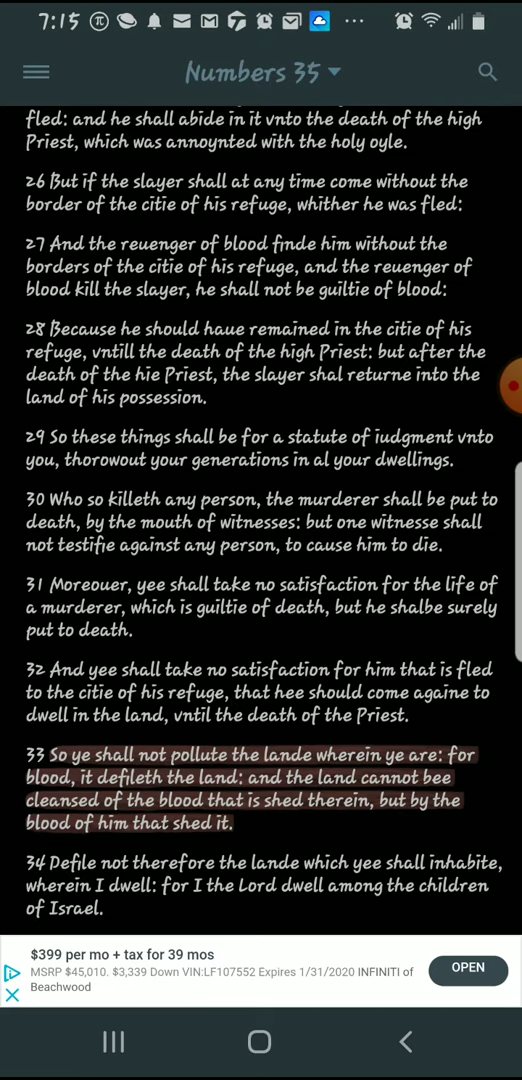 7:15
Numbers 35
fled: and he shall abide in it vnto the death of the high
Priest, which was annoynted with the holy oyle.
26 But if the slayer shall at any time come without the
border of the citie of his refuge, whither he was fled:
27 And the reuenger of blood finde him without the
borders of the citie of his refuge, and the reuenger of
blood kill the slayer, he shall not be guiltie of blood:
28 Because he should haue remained in the citie of his
refuge, vntill the death of the high Priest: but after the
death of the hie Priest, the slayer shal returne into the
land of his possession.
29 So these things shall be for a statute of iudgment vnto
you, thorowout your generations in al your dwellings.
30 Who so killeth any person, the murderer shall be put to
death, by the mouth of witnesses: but one witnesse shall
not testifie against any person, to cause him to die.
31 Moreouer, yee shall take no satisfaction for the life of
a murderer, which is guiltie of death, but he shalbe surely
put to death.
32 And yee shall take no satisfaction for him that is fled
to the citie of his refuge, that hee should come againe to
dwell in the land, vntil the death of the Priest.
33 So ye shall not pollute the lande wherein ye are: for
blood, it defileth the land: and the land cannot bee
cleansed of the blood that is shed therein, but by the
blood of him that shed it.
34 Defile not therefore the lande which yee shall inhabite,
wherein I dwell: for I the Lord dwell among the children
of Israel.
$399 per mo + tax for 39 mos
MSRP $45,010. $3,339 Down VIN:LF107552 Expires 1/31/2020 INFINITI of
Beachwood
OPEN